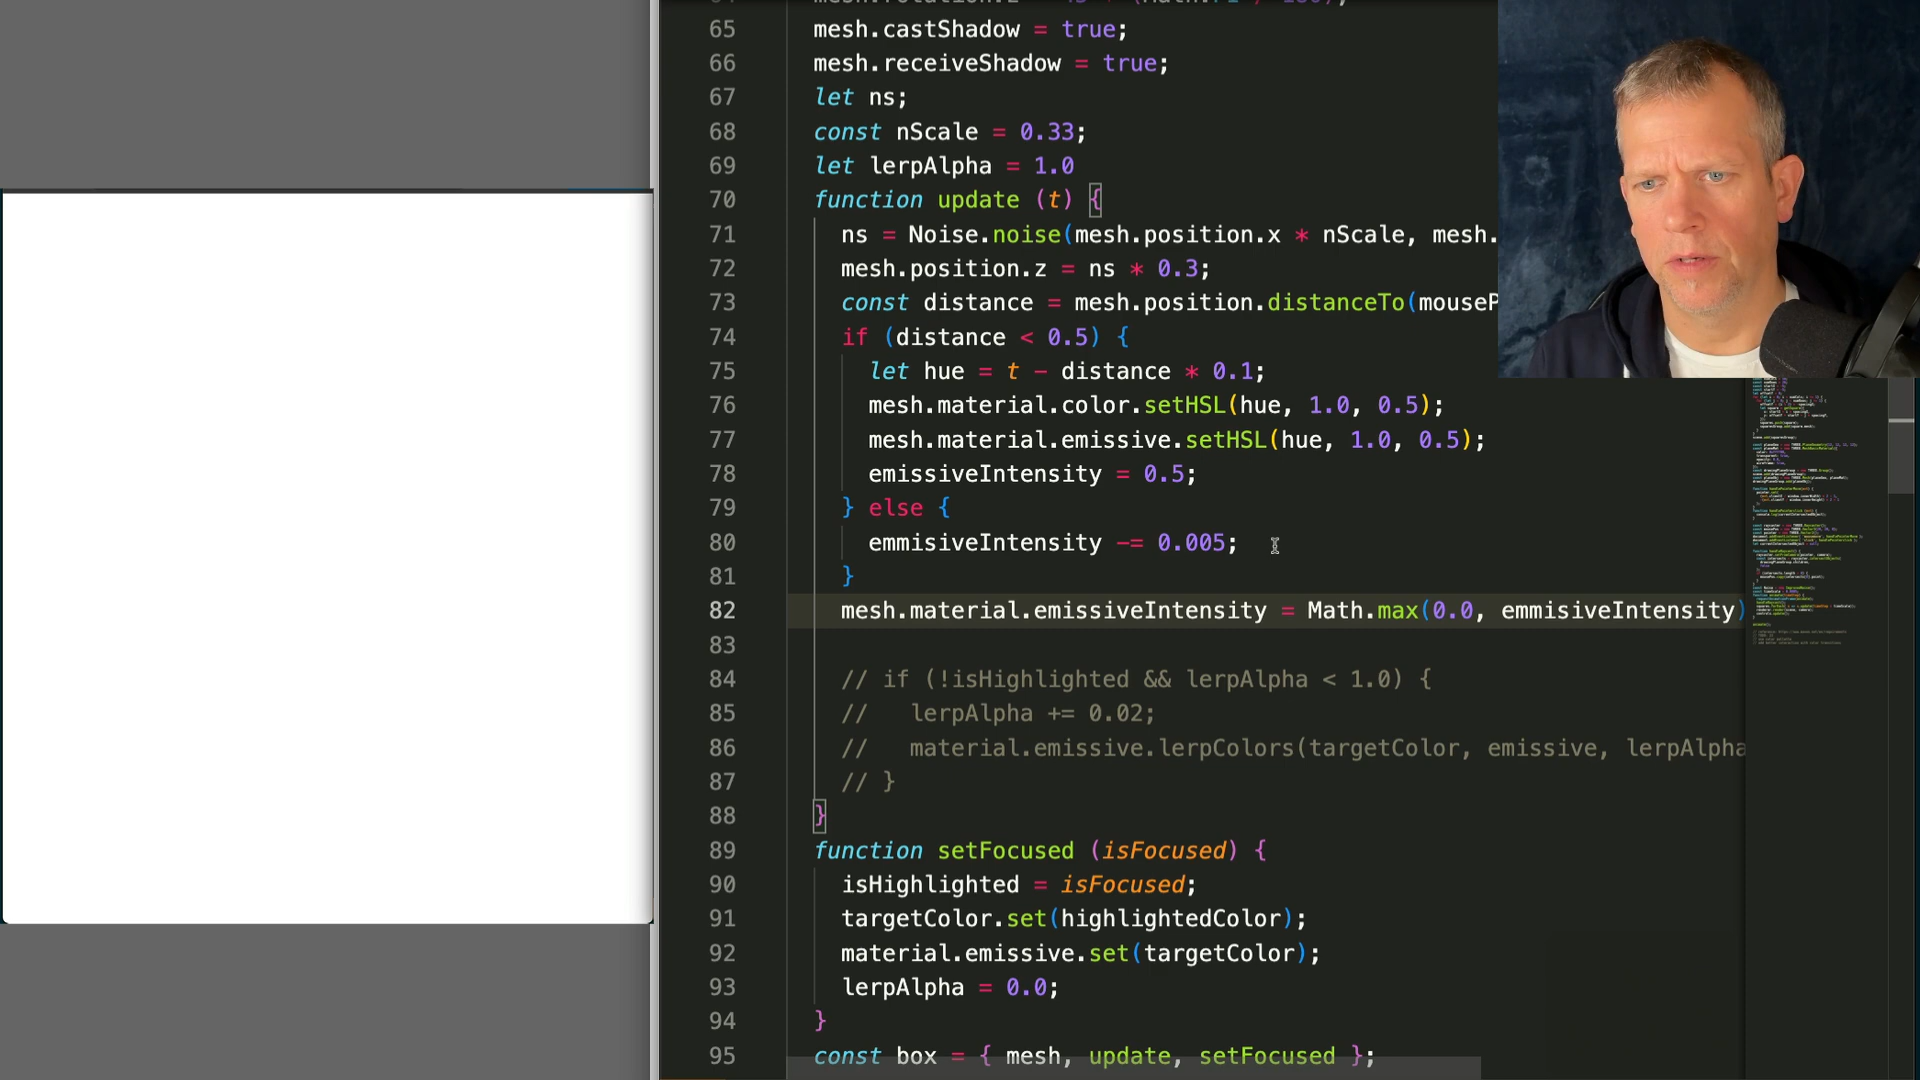 65 mesh.castShadow = true;
66 mesh.receiveShadow = true;
67 let ns;
68 const nScale = 0.33;
69 let lerpAlpha = 1.0
70 function update (t) {
71 ns = Noise.noise(mesh.position.x * nScale, mesh.
72 mesh.position.z = ns * 0.3;
73 const distance = mesh.position.distanceTo(mouseP
74 if (distance < 0.5) {
75 let hue = t - distance * 0.1;
76 mesh.material.color.setHSL(hue, 1.0, 0.5);
77 mesh.material.emissive.setHSL(hue, 1.0, 0.5);
78 emissiveIntensity = 0.5;
79 } else {
80 emmisiveIntensity -= 0.005;
81 }
82 mesh.material.emissiveIntensity = Math.max(0.0, emmisiveIntensity)
83
84 // if (!isHighlighted && lerpAlpha < 1.0) {
85 // lerpAlpha += 0.02;
86 // material.emissive.lerpColors(targetColor, emissive, lerpAlpha
87 // }
88 }
89 function setFocused (isFocused) {
90 isHighlighted = isFocused;
91 targetColor.set(highlightedColor);
92 material.emissive.set(targetColor);
93 lerpAlpha = 0.0;
94 }
95 const box = { mesh, update, setFocused };